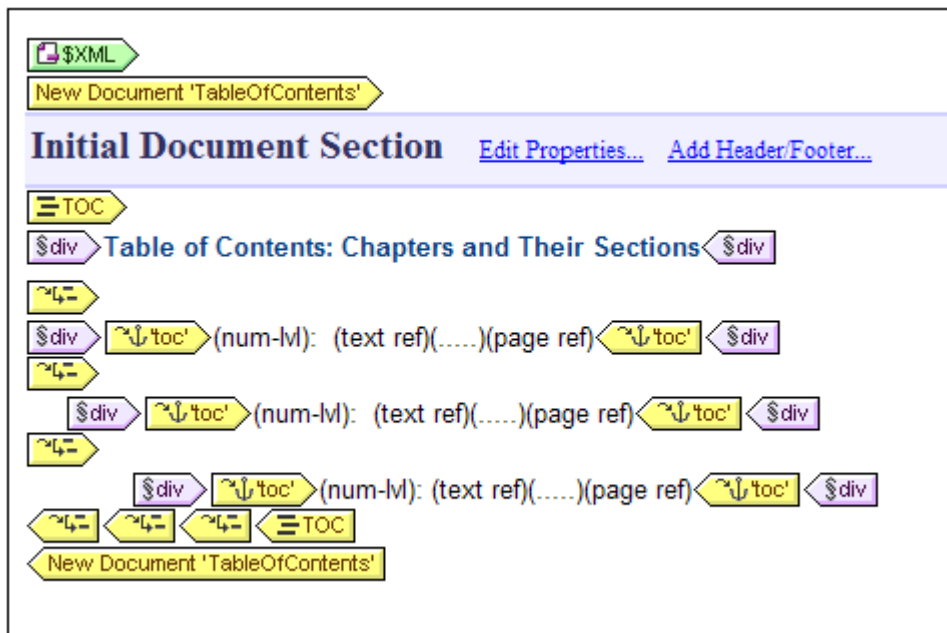 $XML
New Document 'TableOfContents'
Initial Document Section Edit Properties... Add Header/Footer...
TOC
§div Table of Contents: Chapters and Their Sections §div
§div 'toc' (num-lvl): (text ref)(.....)(page ref) 'toc' §div
§div 'toc' (num-lvl): (text ref)(.....)(page ref) 'toc' §div
§div 'toc' (num-lvl): (text ref)(.....)(page ref) 'toc' §div
TOC
New Document 'TableOfContents'